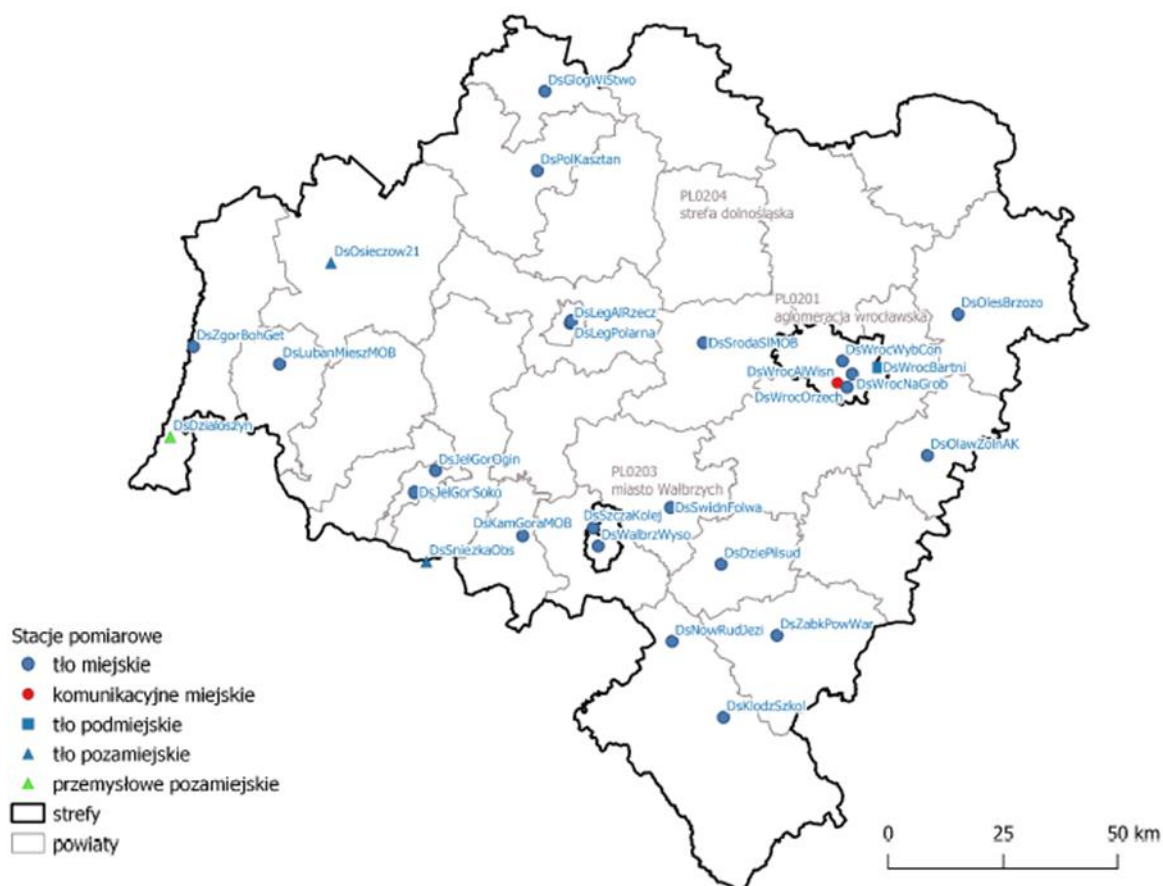 DsGlogWiStwo
DsPolKasztan
PL0204
strefa dolnośląska
DsOsieczow21
PL0201
aglomeracja wrocławska
DsOlesBrzozo
DsLegAlRzecz
DsLegPolarna
DsZgorBohGet
DsLubanMieszMOB
DsSrodaSlMOB
DsWrocWybCon
DsWrocBartni
DsWrocAlWisn
DsWrocNaGrob
DsWrocOrzech
DsDzialoszyn
DsOlawZolnAK
DsJelGorOgin
PL0203
miasto Wałbrzych
DsJelGorSoko
DsSwidnFolwa
DsSzczaKolej
DsKamGoraMOB
DsWalbrzWyso
DsSniezkaObs
DsDziePilsud
DsNowRudJezi
DsZabkPowWar
DsKlodzSzkol
Stacje pomiarowe
tło miejskie
komunikacyjne miejskie
tło podmiejskie
tło pozamiejskie
przemysłowe pozamiejskie
strefy
powiaty
0 25 50 km